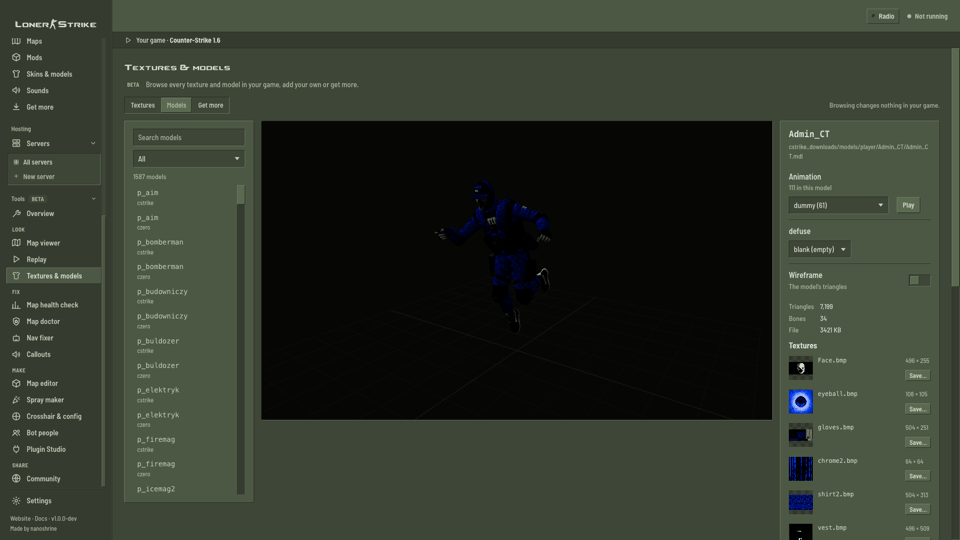 LONER STRIKE
Radio
Not running
Maps
Mods
Skins & models
Sounds
Get more
Hosting
Servers
All servers
+ New server
Tools BETA
Overview
LOOK
Map viewer
Replay
Textures & models
FIX
Map health check
Map doctor
Nav fixer
Callouts
MAKE
Map editor
Spray maker
Crosshair & config
Bot people
Plugin Studio
SHARE
Community
Settings
Website · Docs · v1.0.0-dev
Made by nanoshrine
Your game · Counter-Strike 1.6
TEXTURES & MODELS
BETA Browse every texture and model in your game, add your own or get more.
Textures Models Get more
Browsing changes nothing in your game.
Search models
All
1587 models
p_aim
cstrike
p_aim
czero
p_bomberman
cstrike
p_bomberman
czero
p_budowniczy
cstrike
p_budowniczy
czero
p_buldozer
cstrike
p_buldozer
czero
p_elektryk
cstrike
p_elektryk
czero
p_firemag
cstrike
p_firemag
czero
p_icemag2
Admin_CT
cstrike_downloads/models/player/Admin_CT/Admin_C
T.mdl
Animation
111 in this model
dummy (61)
Play
defuse
blank (empty)
Wireframe
The model's triangles
Triangles 7,199
Bones 34
File 3421 KB
Textures
Face.bmp 496 × 255
Save...
eyeball.bmp 108 × 105
Save...
gloves.bmp 504 × 251
Save...
chrome2.bmp 64 × 64
Save...
shirt2.bmp 504 × 313
Save...
vest.bmp 496 × 509